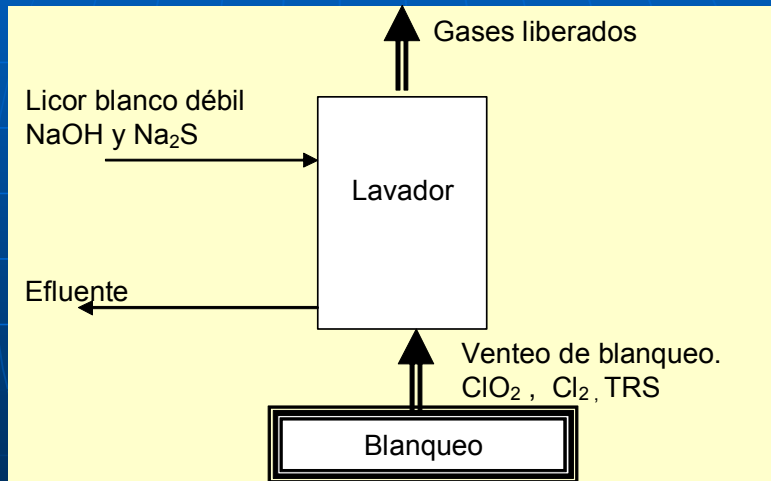 Gases liberados
Licor blanco débil
NaOH y Na₂S
Lavador
Efluente
Venteo de blanqueo.
ClO₂ , Cl₂ , TRS
Blanqueo